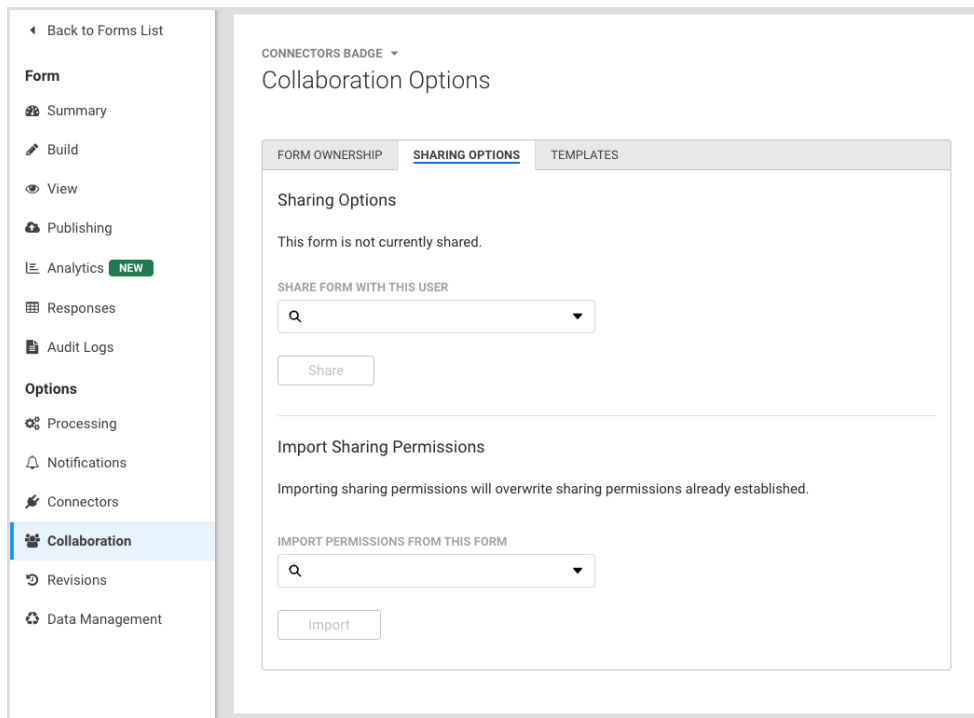 Back to Forms List
Form
Summary
Build
View
Publishing
Analytics NEW
Responses
Audit Logs
Options
Processing
Notifications
Connectors
Collaboration
Revisions
Data Management
CONNECTORS BADGE
Collaboration Options
FORM OWNERSHIP SHARING OPTIONS TEMPLATES
Sharing Options
This form is not currently shared.
SHARE FORM WITH THIS USER
Share
Import Sharing Permissions
Importing sharing permissions will overwrite sharing permissions already established.
IMPORT PERMISSIONS FROM THIS FORM
Import